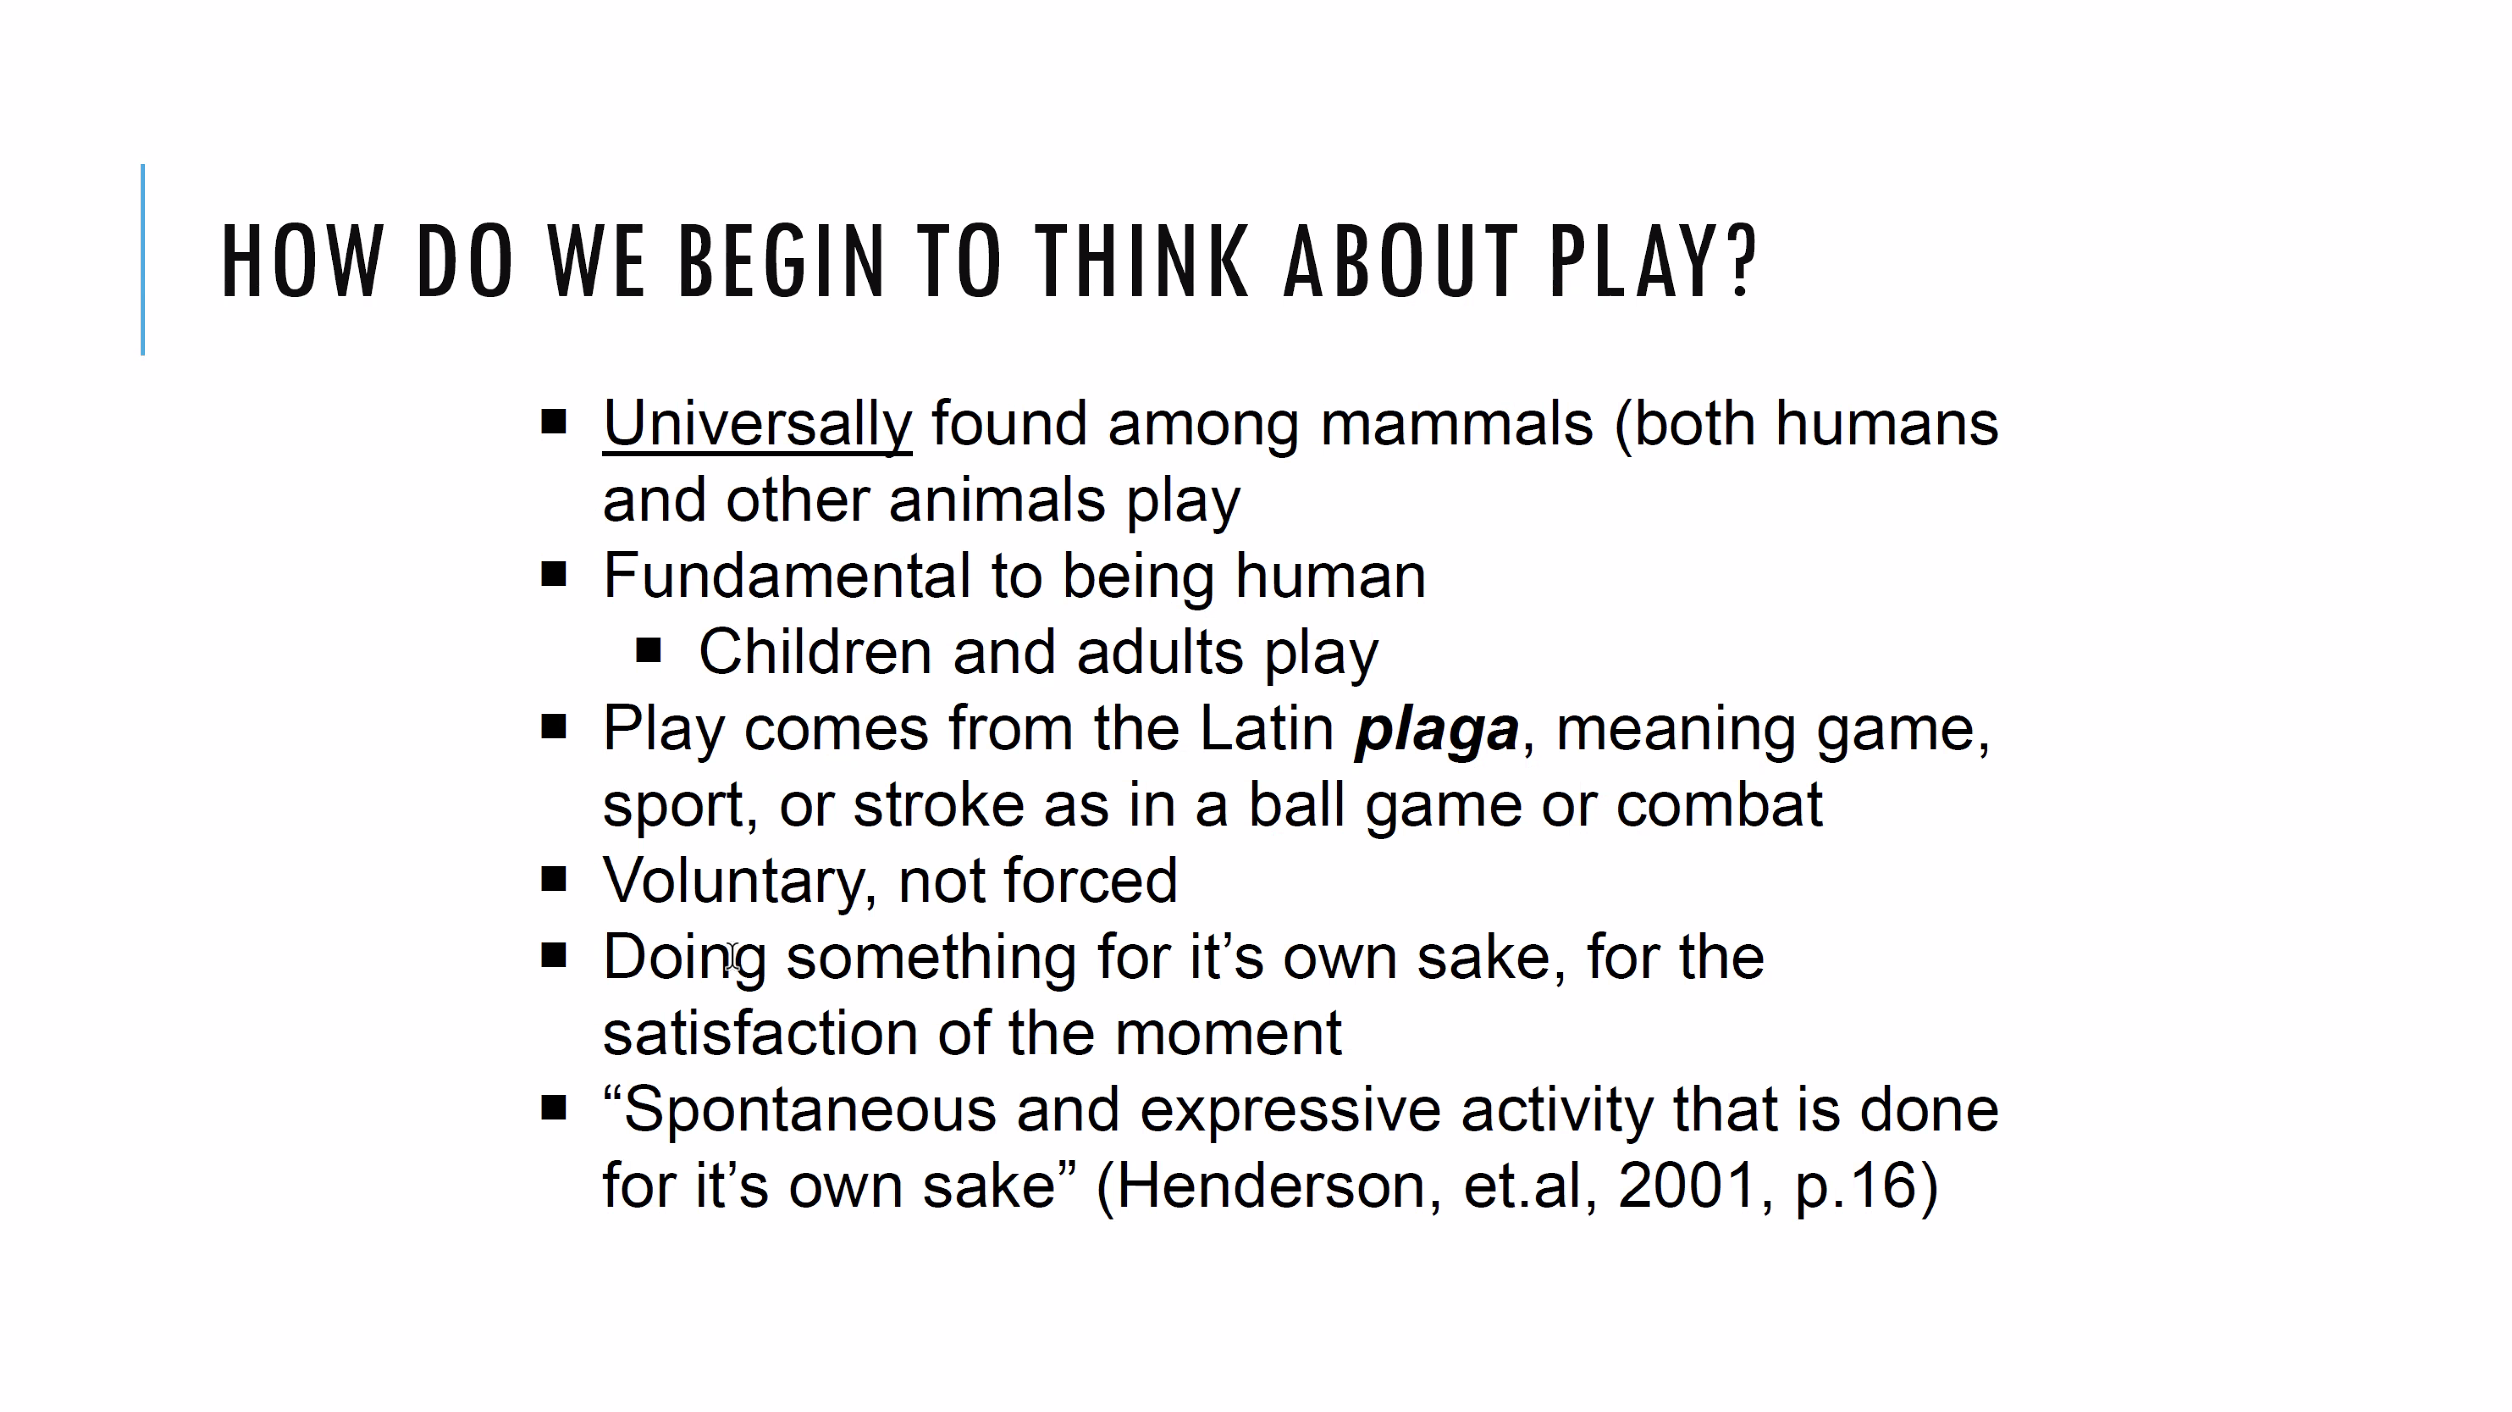 HOW DO WE BEGIN TO THINK ABOUT PLAY?
▪ Universally found among mammals (both humans
and other animals play
▪ Fundamental to being human
▪ Children and adults play
▪ Play comes from the Latin plaga, meaning game,
sport, or stroke as in a ball game or combat
▪ Voluntary, not forced
▪ Doing something for it’s own sake, for the
satisfaction of the moment
▪ “Spontaneous and expressive activity that is done
for it’s own sake” (Henderson, et.al, 2001, p.16)